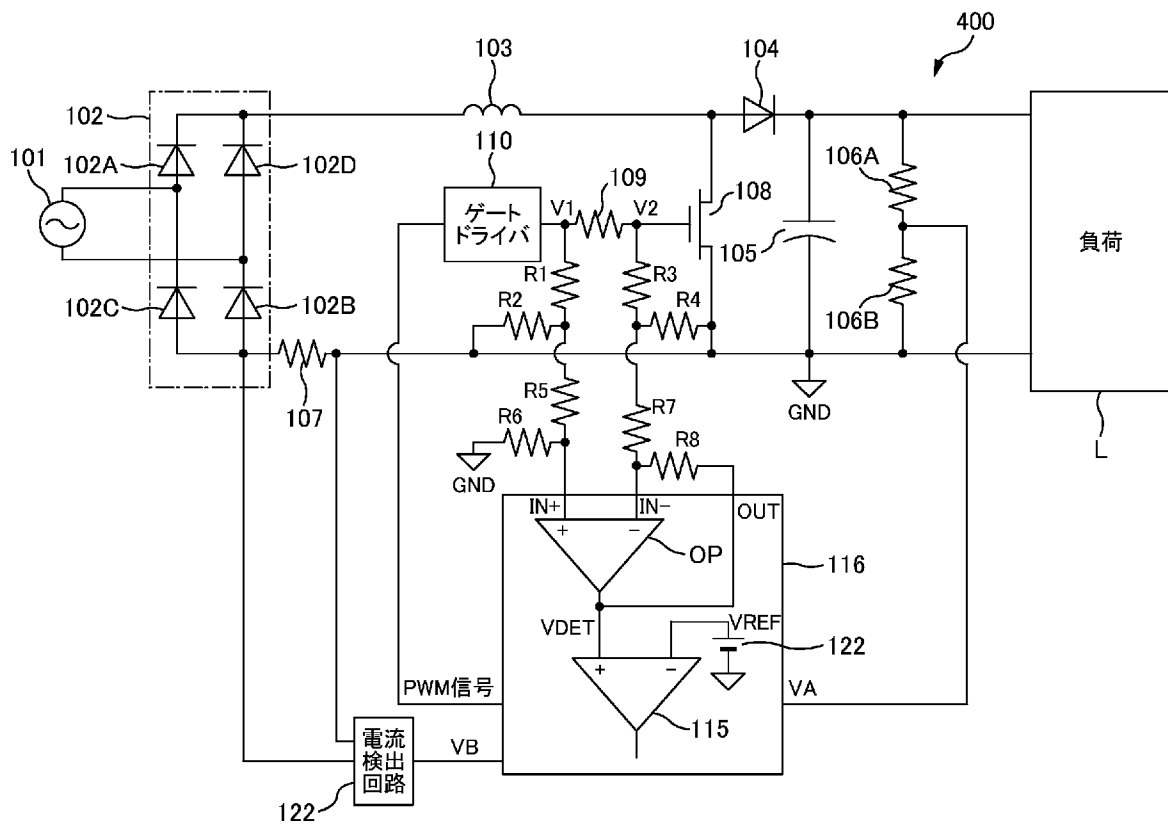 400
103
104
102
110
102A
102D
106A
101
109
108
ゲート
ドライバ
V1
V2
105
負荷
R1
R3
102C
102B
R2
R4
106B
107
R5
GND
R6
R7
R8
L
GND
IN+
IN-
OUT
+
-
OP
116
VDET
VREF
122
+
-
PWM信号
VA
115
電流
検出
回路
VB
122